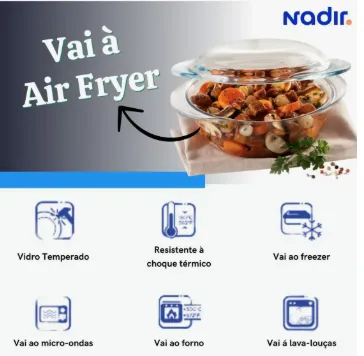 Nadir.
Vai à
Air Fryer
Vidro Temperado
Resistente à
choque térmico
Vai ao freezer
Vai ao micro-ondas
Vai ao forno
Vai á lava-louças